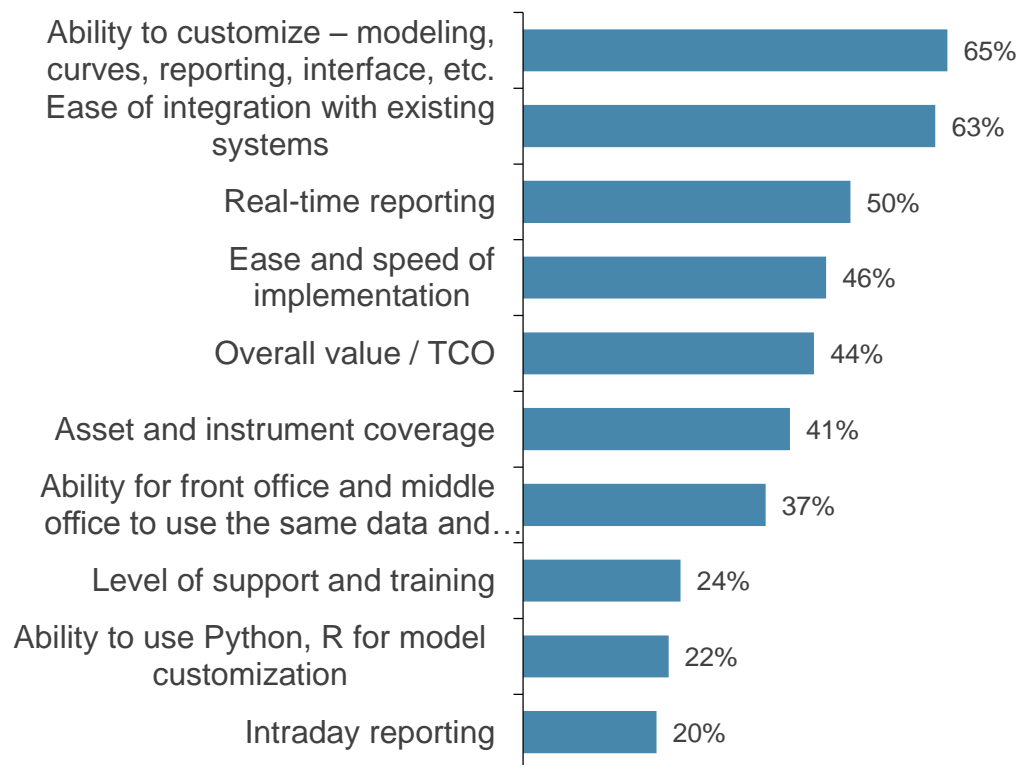 Ability to customize – modeling,
curves, reporting, interface, etc.
65%
Ease of integration with existing
systems
63%
Real-time reporting
50%
Ease and speed of
implementation
46%
Overall value / TCO
44%
Asset and instrument coverage
41%
Ability for front office and middle
office to use the same data and…
37%
Level of support and training
24%
Ability to use Python, R for model
customization
22%
Intraday reporting
20%